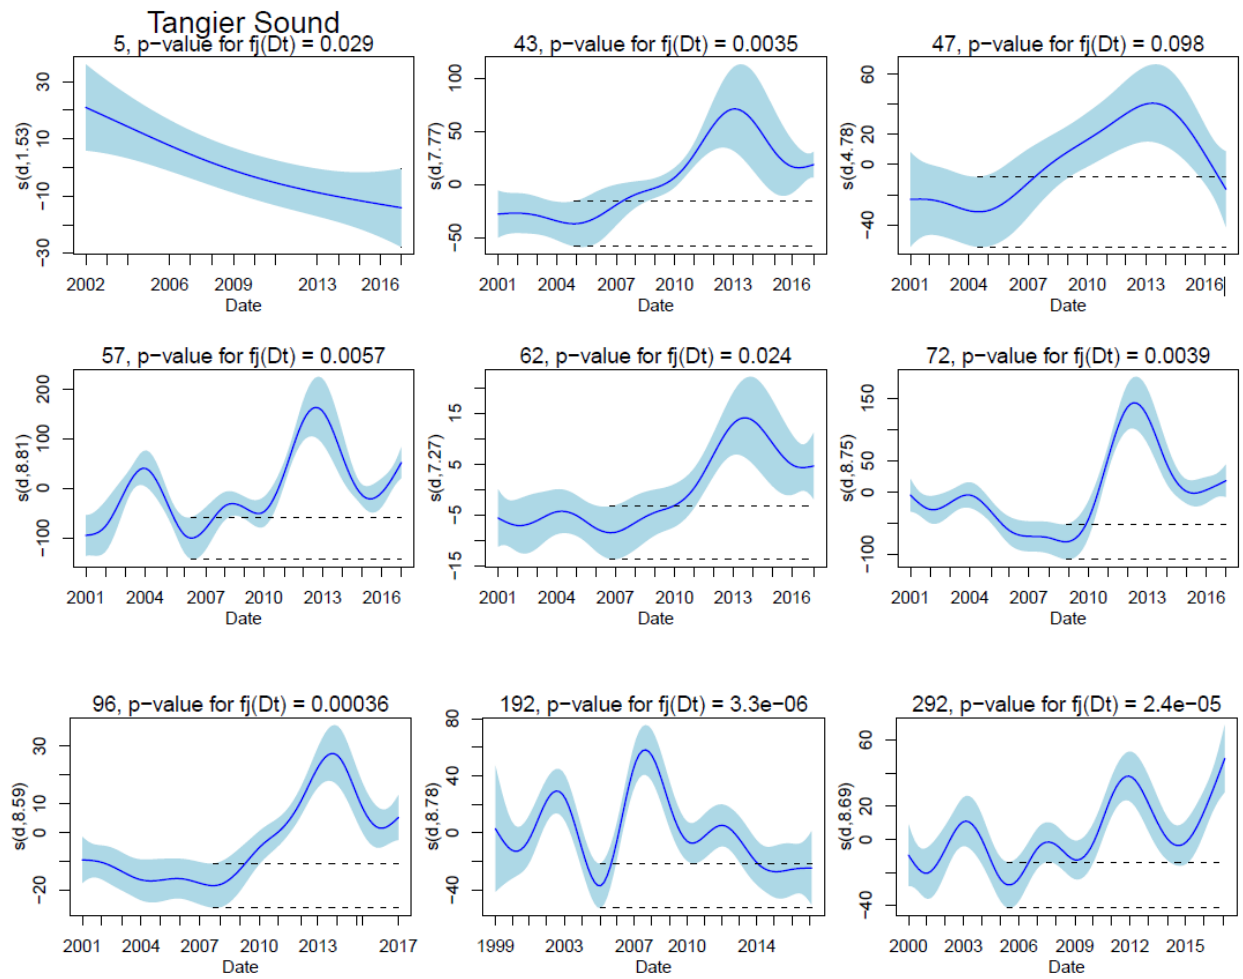 Tangier Sound
5, p−value for fj(Dt) = 0.029
43, p−value for fj(Dt) = 0.0035
47, p−value for fj(Dt) = 0.098
s(d,1.53)
−30 −10 10 30
2002 2006 2009 2013 2016
Date
s(d,7.77)
−50 0 50 100
2001 2004 2007 2010 2013 2016
Date
s(d,4.78)
−40 0 20 60
2001 2004 2007 2010 2013 2016
Date
57, p−value for fj(Dt) = 0.0057
62, p−value for fj(Dt) = 0.024
72, p−value for fj(Dt) = 0.0039
s(d,8.81)
−100 0 100 200
2001 2004 2007 2010 2013 2016
Date
s(d,7.27)
−15 −5 5 15
2001 2004 2007 2010 2013 2016
Date
s(d,8.75)
−100 0 50 150
2001 2004 2007 2010 2013 2016
Date
96, p−value for fj(Dt) = 0.00036
192, p−value for fj(Dt) = 3.3e−06
292, p−value for fj(Dt) = 2.4e−05
s(d,8.59)
−20 0 10 30
2001 2004 2007 2010 2013 2017
Date
s(d,8.78)
−40 0 40 80
1999 2003 2007 2010 2014
Date
s(d,8.69)
−40 0 20 60
2000 2003 2006 2009 2012 2015
Date